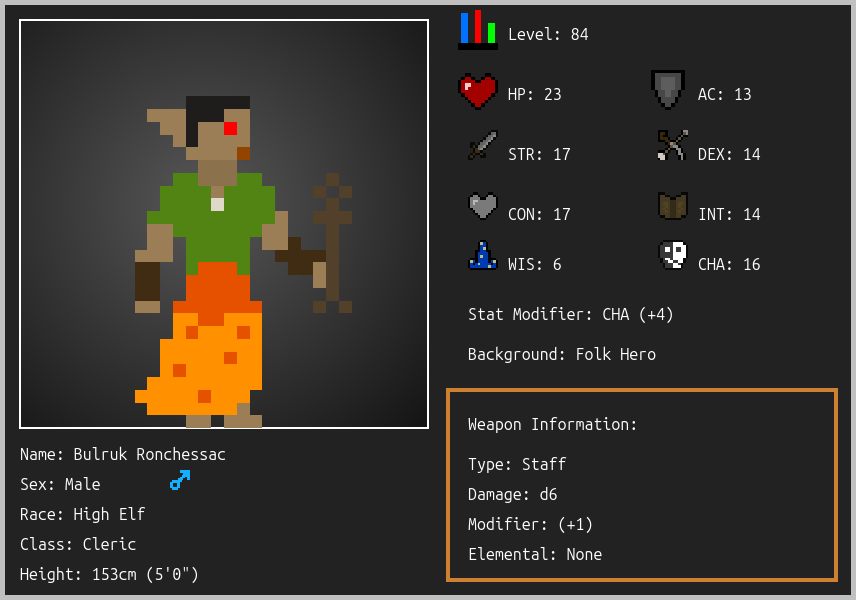 Level: 84
HP: 23
AC: 13
STR: 17
DEX: 14
CON: 17
INT: 14
WIS: 6
CHA: 16
Stat Modifier: CHA (+4)
Background: Folk Hero
Weapon Information:
Type: Staff
Damage: d6
Modifier: (+1)
Elemental: None
Name: Bulruk Ronchessac
Sex: Male
Race: High Elf
Class: Cleric
Height: 153cm (5'0")